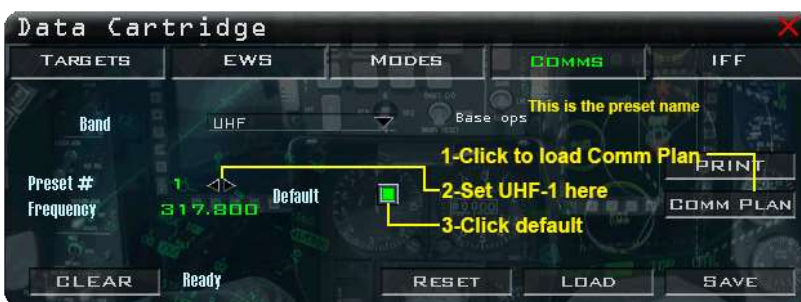 Data Cartridge
TARGETS EWS MODES COMMS IFF
This is the preset name
Band UHF Base ops
1-Click to load Comm Plan
PRINT
Preset # 1
2-Set UHF-1 here
COMM PLAN
Frequency 317.800 Default
3-Click default
CLEAR Ready RESET LOAD SAVE